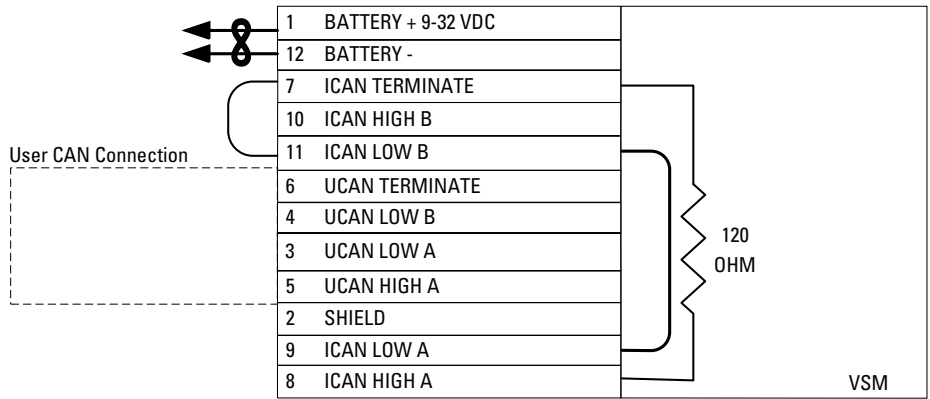 1 BATTERY + 9-32 VDC
12 BATTERY -
7 ICAN TERMINATE
10 ICAN HIGH B
11 ICAN LOW B
User CAN Connection
6 UCAN TERMINATE
4 UCAN LOW B
3 UCAN LOW A
5 UCAN HIGH A
2 SHIELD
9 ICAN LOW A
8 ICAN HIGH A
120
OHM
VSM